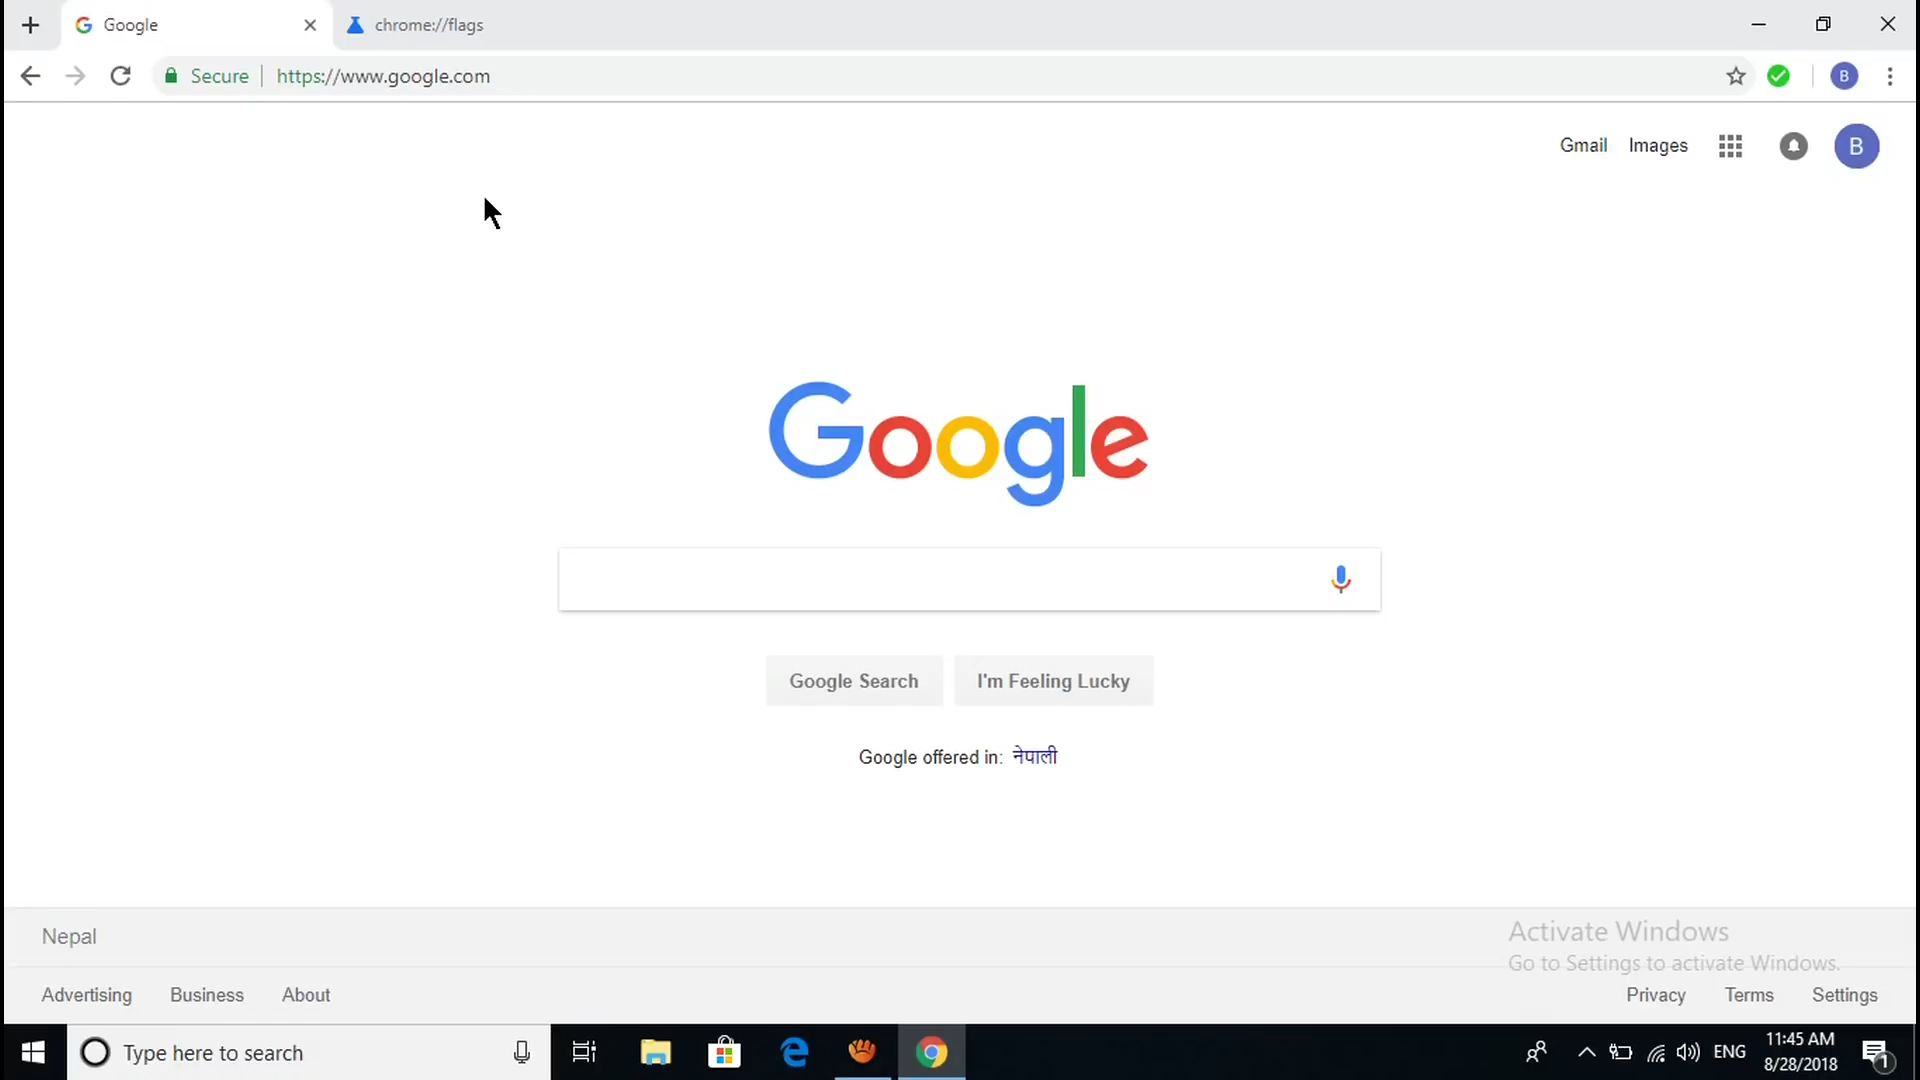 Google
chrome://flags
Secure
https://www.google.com
B
Gmail
Images
B
Google
Google Search
I'm Feeling Lucky
Google offered in: नेपाली
Nepal
Activate Windows
Go to Settings to activate Windows.
Advertising
Business
About
Privacy
Terms
Settings
Type here to search
ENG
11:45 AM
8/28/2018
1